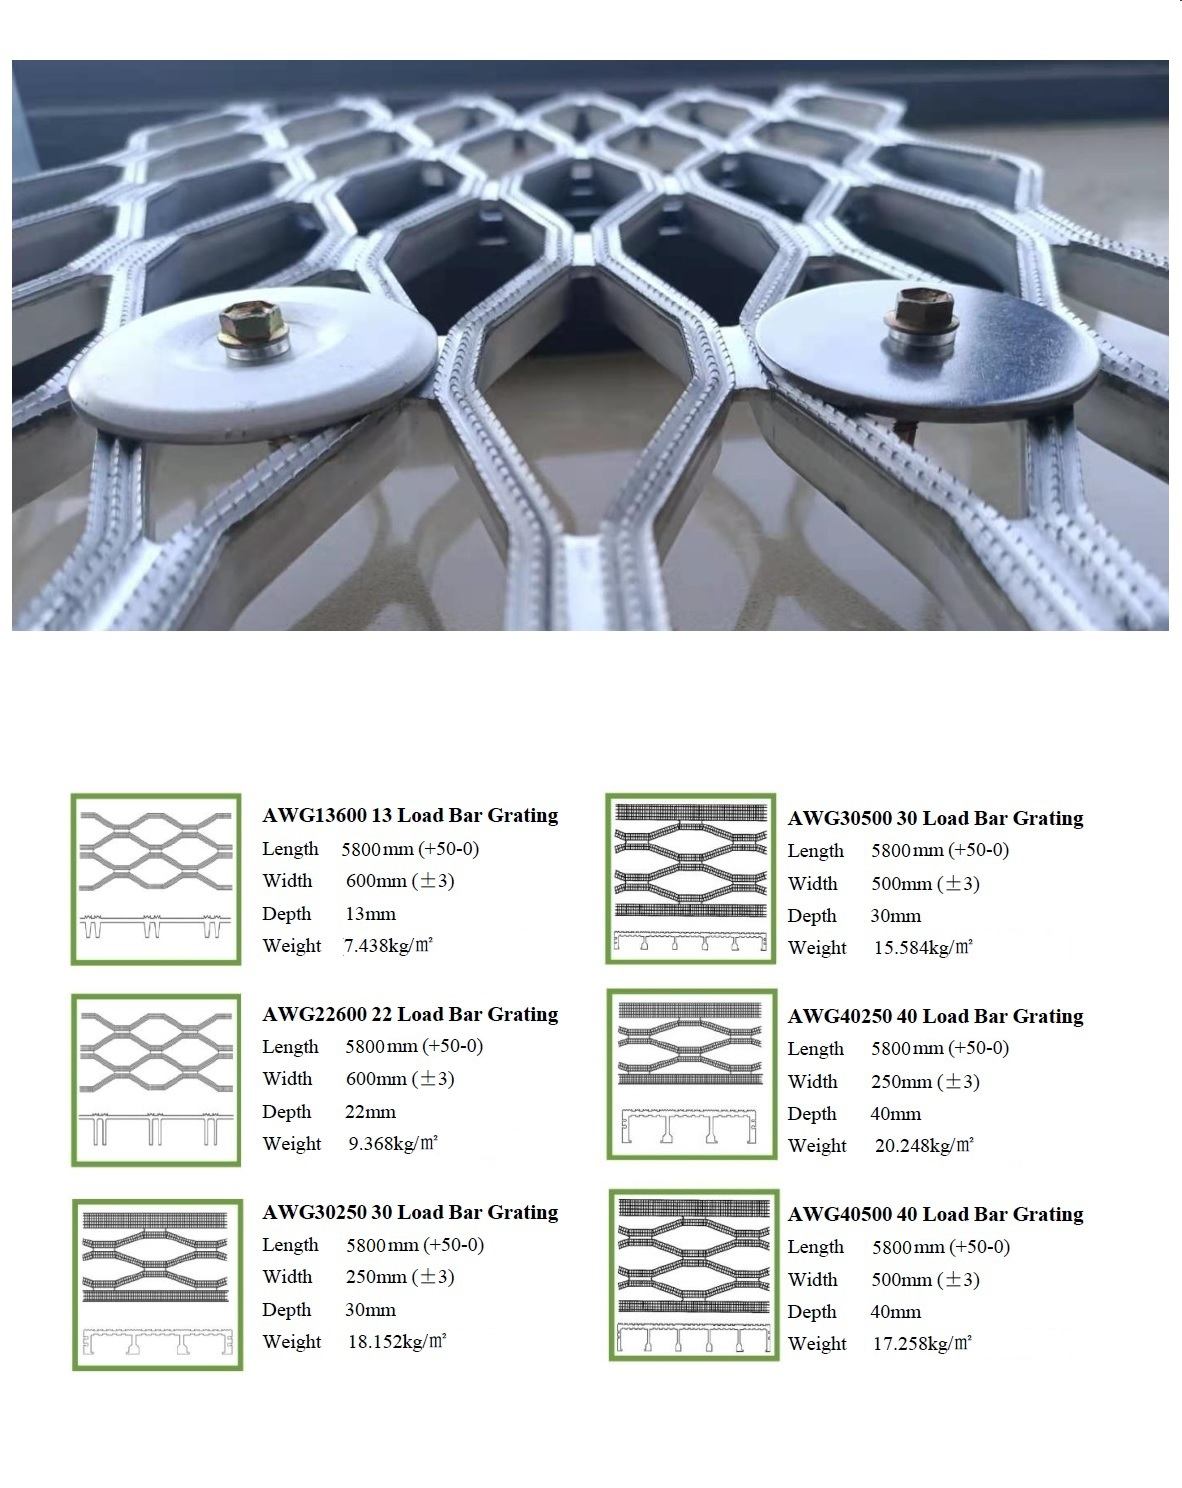 AWG13600 13 Load Bar Grating
Length 5800mm (+50-0)
Width 600mm (±3)
Depth 13mm
Weight 7.438kg/㎡
AWG22600 22 Load Bar Grating
Length 5800mm (+50-0)
Width 600mm (±3)
Depth 22mm
Weight 9.368kg/㎡
AWG30250 30 Load Bar Grating
Length 5800mm (+50-0)
Width 250mm (±3)
Depth 30mm
Weight 18.152kg/㎡
AWG30500 30 Load Bar Grating
Length 5800mm (+50-0)
Width 500mm (±3)
Depth 30mm
Weight 15.584kg/㎡
AWG40250 40 Load Bar Grating
Length 5800mm (+50-0)
Width 250mm (±3)
Depth 40mm
Weight 20.248kg/㎡
AWG40500 40 Load Bar Grating
Length 5800mm (+50-0)
Width 500mm (±3)
Depth 40mm
Weight 17.258kg/㎡